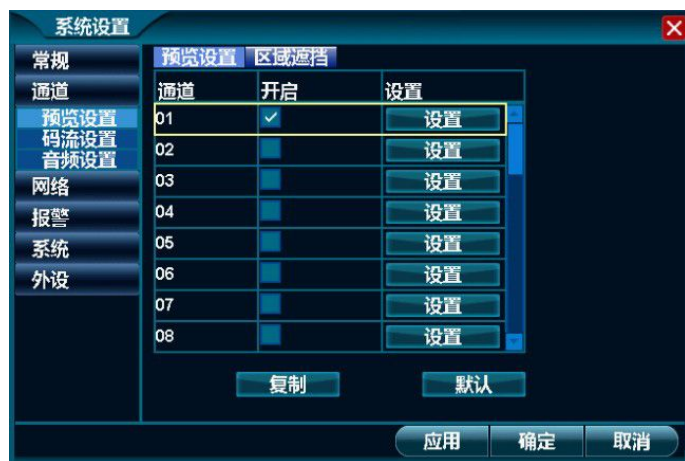 系统设置
常规
通道
预览设置
码流设置
音频设置
网络
报警
系统
外设
预览设置 区域遮挡
通道 开启 设置
01 设置
02 设置
03 设置
04 设置
05 设置
06 设置
07 设置
08 设置
复制 默认
应用 确定 取消